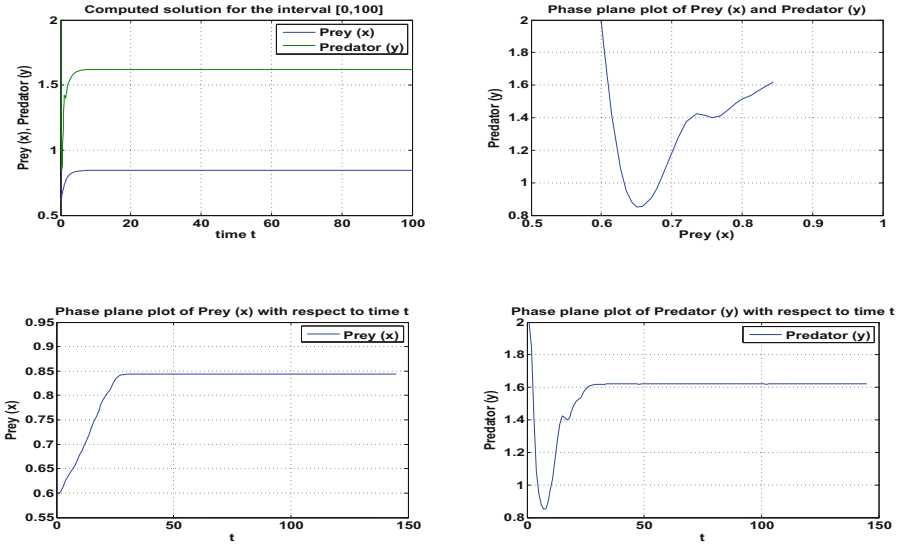 Computed solution for the interval [0,100]
Prey (x), Predator (y)
2
1.5
1
0.5
Prey (x)
Predator (y)
0
20
40
60
80
100
time t
Phase plane plot of Prey (x) and Predator (y)
Predator (y)
2
1.8
1.6
1.4
1.2
1
0.8
0.5
0.6
0.7
0.8
0.9
1
Prey (x)
Phase plane plot of Prey (x) with respect to time t
Prey (x)
0.95
0.9
0.85
0.8
0.75
0.7
0.65
0.6
0.55
Prey (x)
0
50
100
150
t
Phase plane plot of Predator (y) with respect to time t
Predator (y)
2
1.8
1.6
1.4
1.2
1
0.8
Predator (y)
0
50
100
150
t